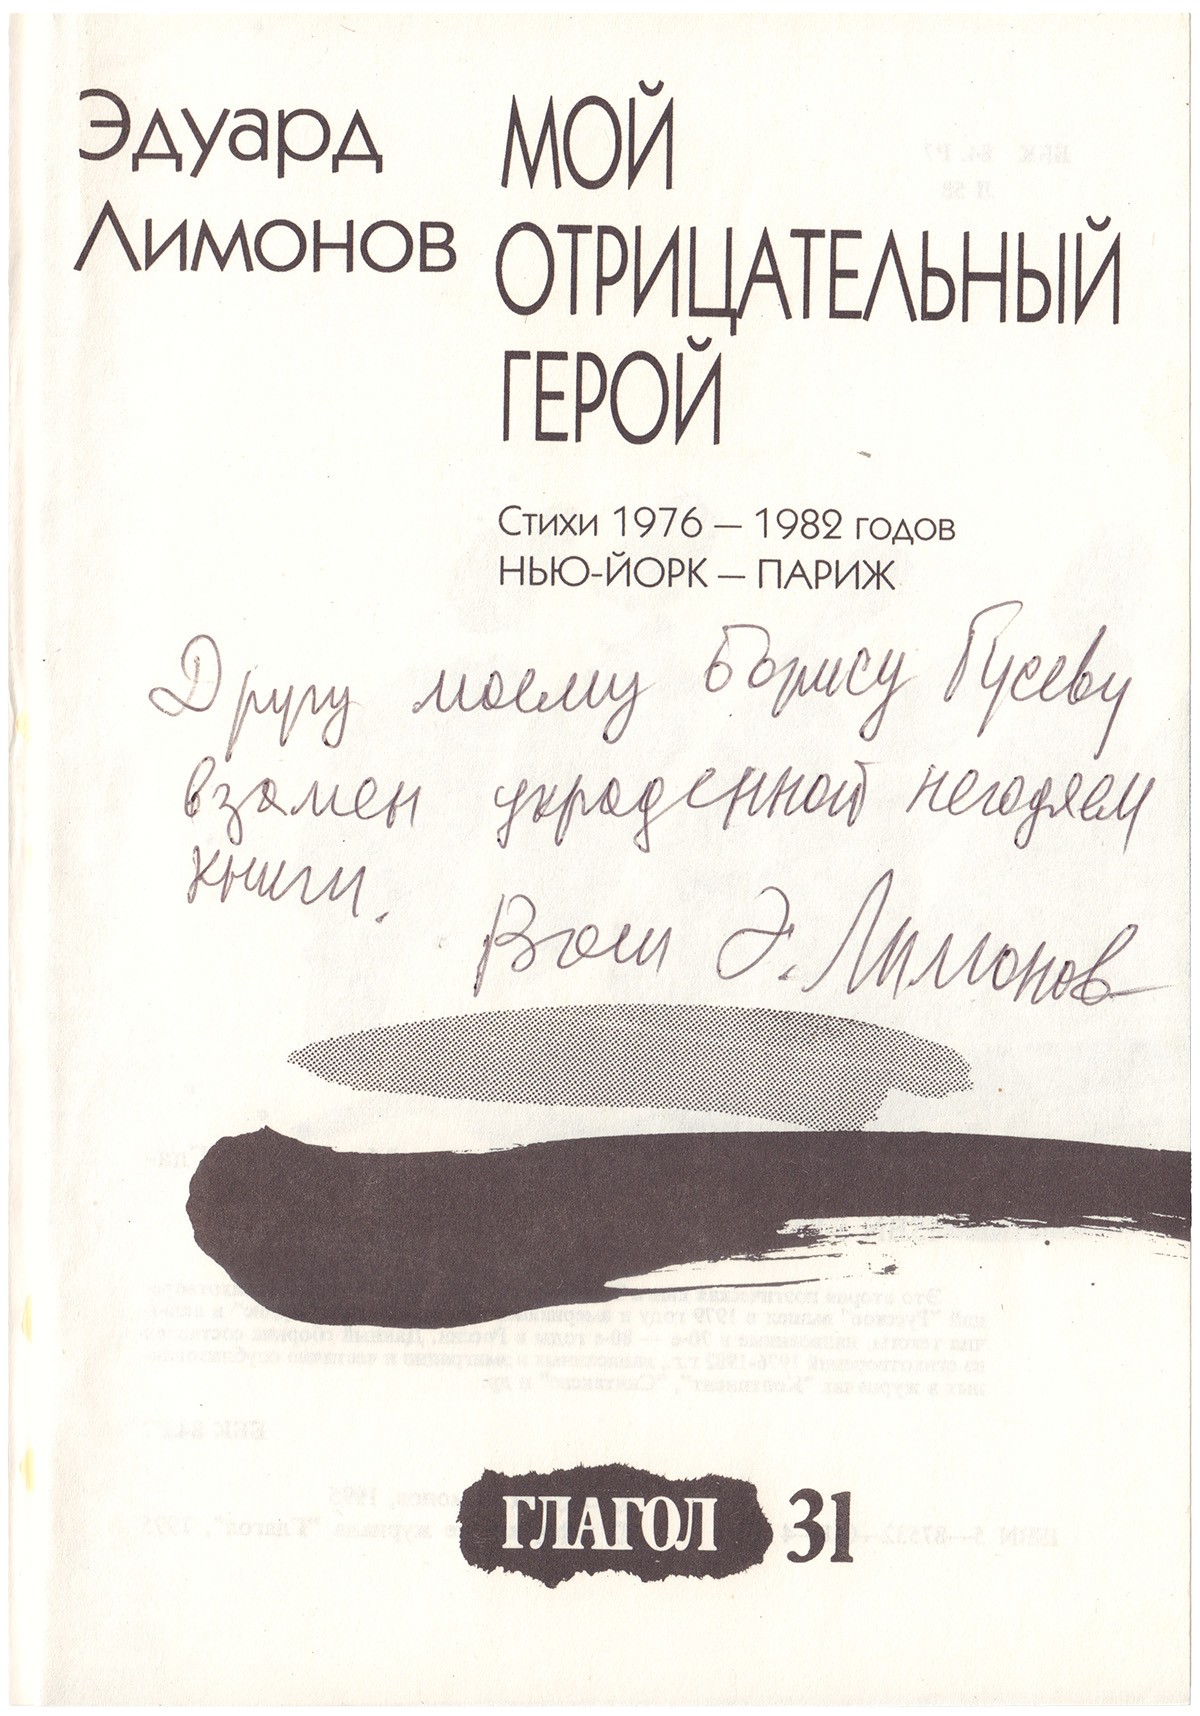 Эдуард
Лимонов
МОЙ
ОТРИЦАТЕЛЬНЫЙ
ГЕРОЙ
Стихи 1976 — 1982 годов
НЬЮ-ЙОРК — ПАРИЖ
Другу моему Борису Гусеву
взамен украденной негодяем
книги.
Ваш Э. Лимонов
ГЛАГОЛ 31